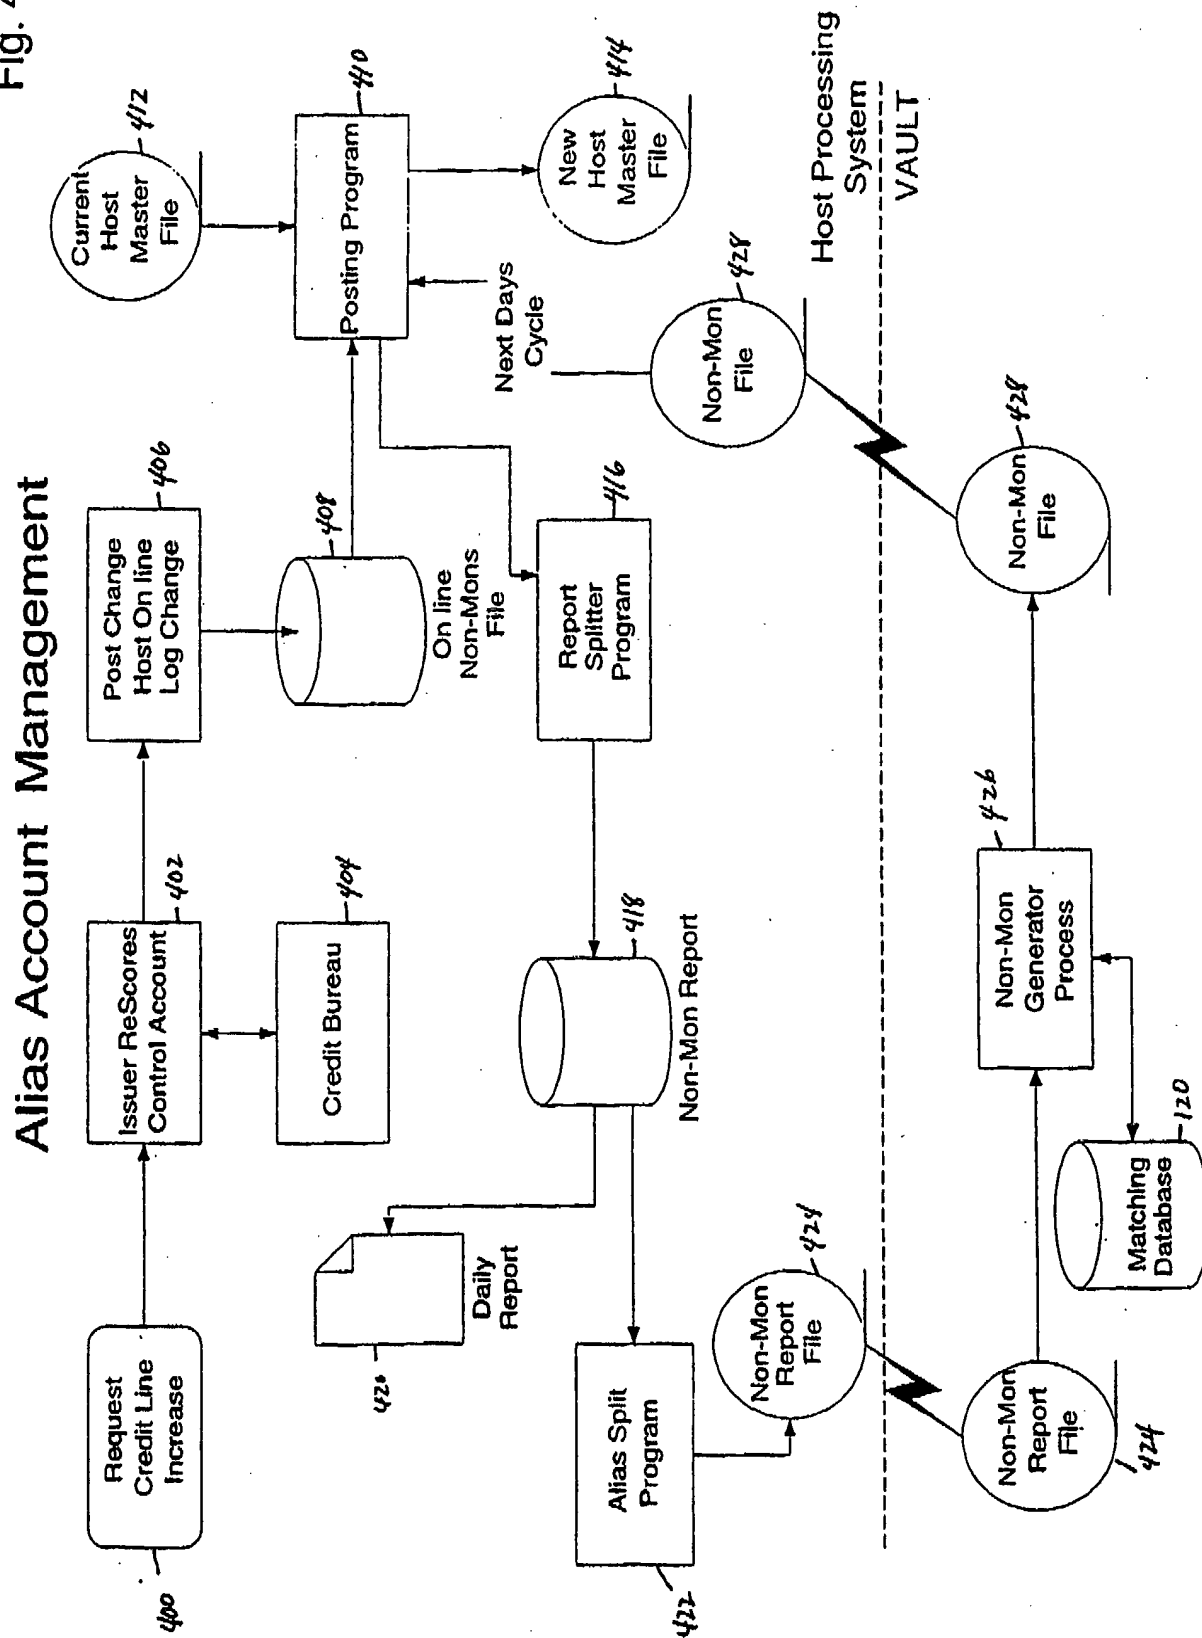 Fig. 4
Alias Account Management
Request
Credit Line
Increase
400
Issuer ReScores
Control Account
402
Credit Bureau
404
Post Change
Host On line
Log Change
406
408
On line
Non-Mons
File
Current
Host
Master
File
412
Posting Program
410
New
Host
Master
File
414
Next Days
Cycle
Report
Splitter
Program
416
418
Non-Mon Report
Daily
Report
420
Alias Split
Program
422
Non-Mon
Report
File
424
Non-Mon
File
428
Host Processing
System
VAULT
Non-Mon
Report
File
424
Matching
Database
120
Non-Mon
Generator
Process
426
Non-Mon
File
428